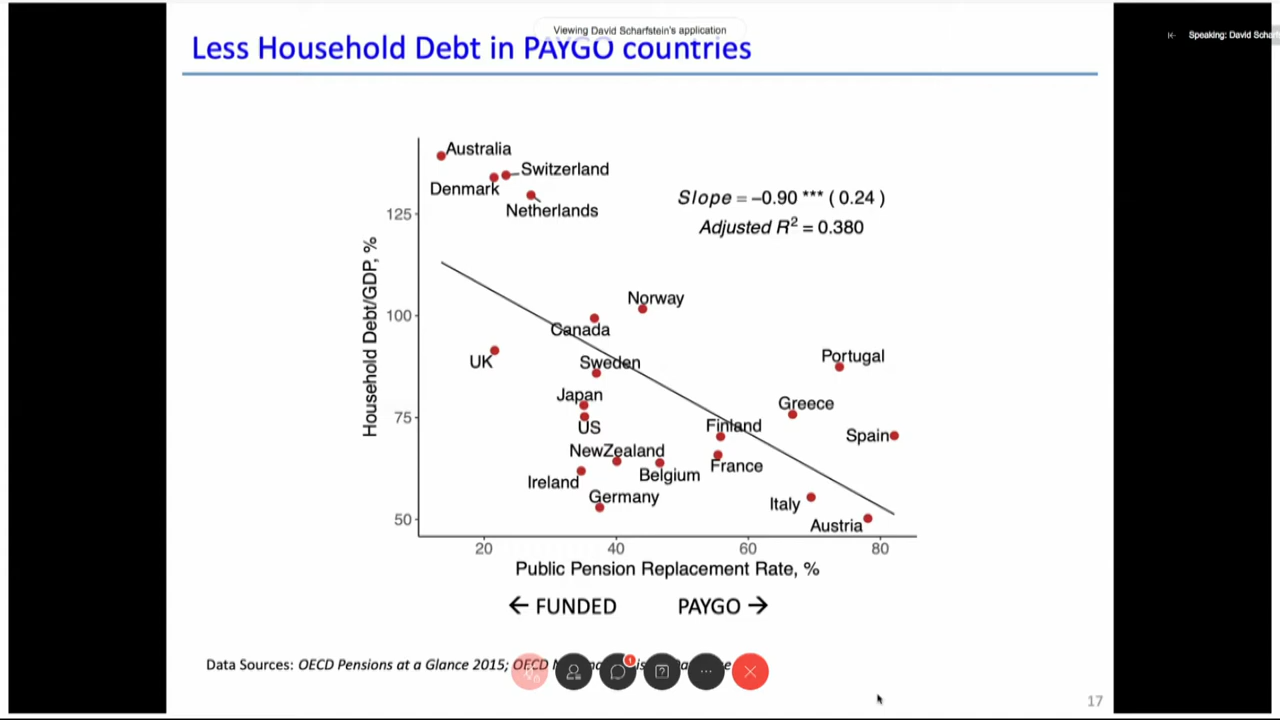 Viewing David Scharfstein's application
Speaking: David Scharf
Less Household Debt in PAYGO countries
Australia
Switzerland
Denmark
Netherlands
Slope = −0.90 *** ( 0.24 )
Adjusted R² = 0.380
125
100
75
50
Household Debt/GDP, %
Norway
Canada
UK
Sweden
Portugal
Japan
US
Greece
Finland
Spain
NewZealand
Belgium
France
Ireland
Germany
Italy
Austria
20 40 60 80
Public Pension Replacement Rate, %
← FUNDED PAYGO →
Data Sources: OECD Pensions at a Glance 2015; OECD
1
17